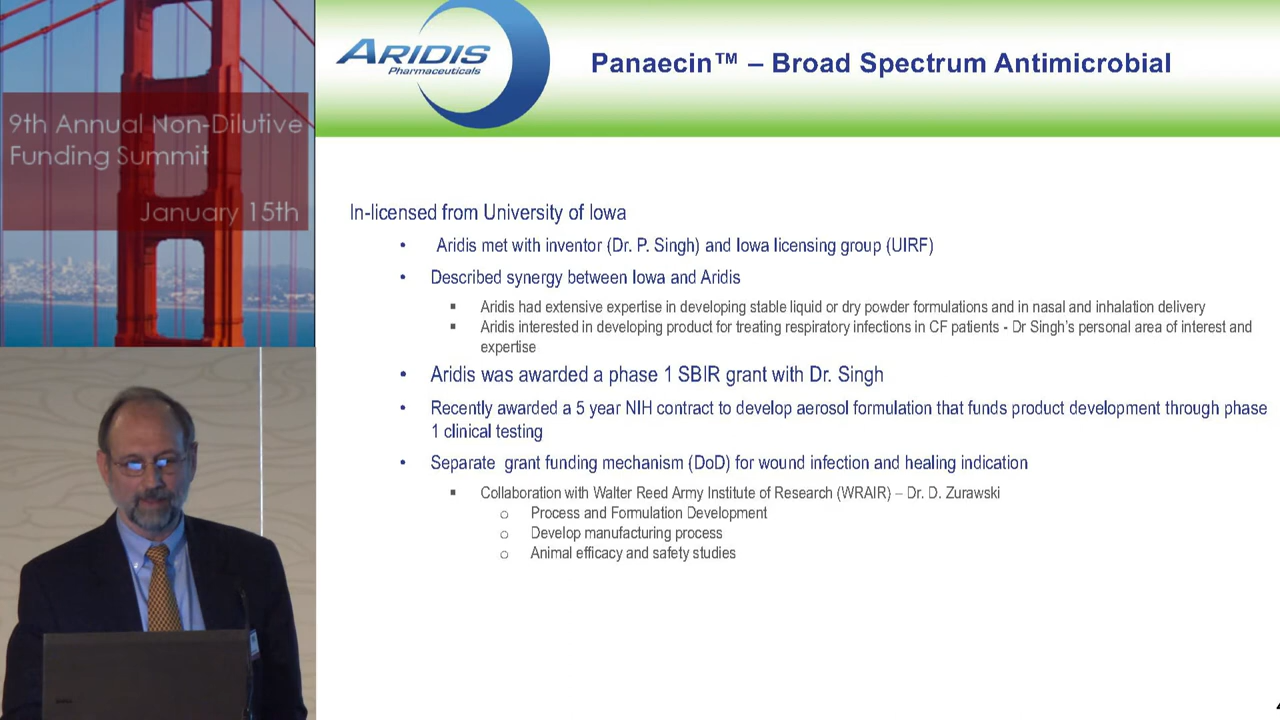 9th Annual Non-Dilutive
Funding Summit
January 15th
ARIDIS
Pharmaceuticals
Panaecin™ – Broad Spectrum Antimicrobial
In-licensed from University of Iowa
• Aridis met with inventor (Dr. P. Singh) and Iowa licensing group (UIRF)
• Described synergy between Iowa and Aridis
▪ Aridis had extensive expertise in developing stable liquid or dry powder formulations and in nasal and inhalation delivery
▪ Aridis interested in developing product for treating respiratory infections in CF patients - Dr Singh's personal area of interest and
expertise
• Aridis was awarded a phase 1 SBIR grant with Dr. Singh
• Recently awarded a 5 year NIH contract to develop aerosol formulation that funds product development through phase
1 clinical testing
• Separate grant funding mechanism (DoD) for wound infection and healing indication
▪ Collaboration with Walter Reed Army Institute of Research (WRAIR) – Dr. D. Zurawski
o Process and Formulation Development
o Develop manufacturing process
o Animal efficacy and safety studies